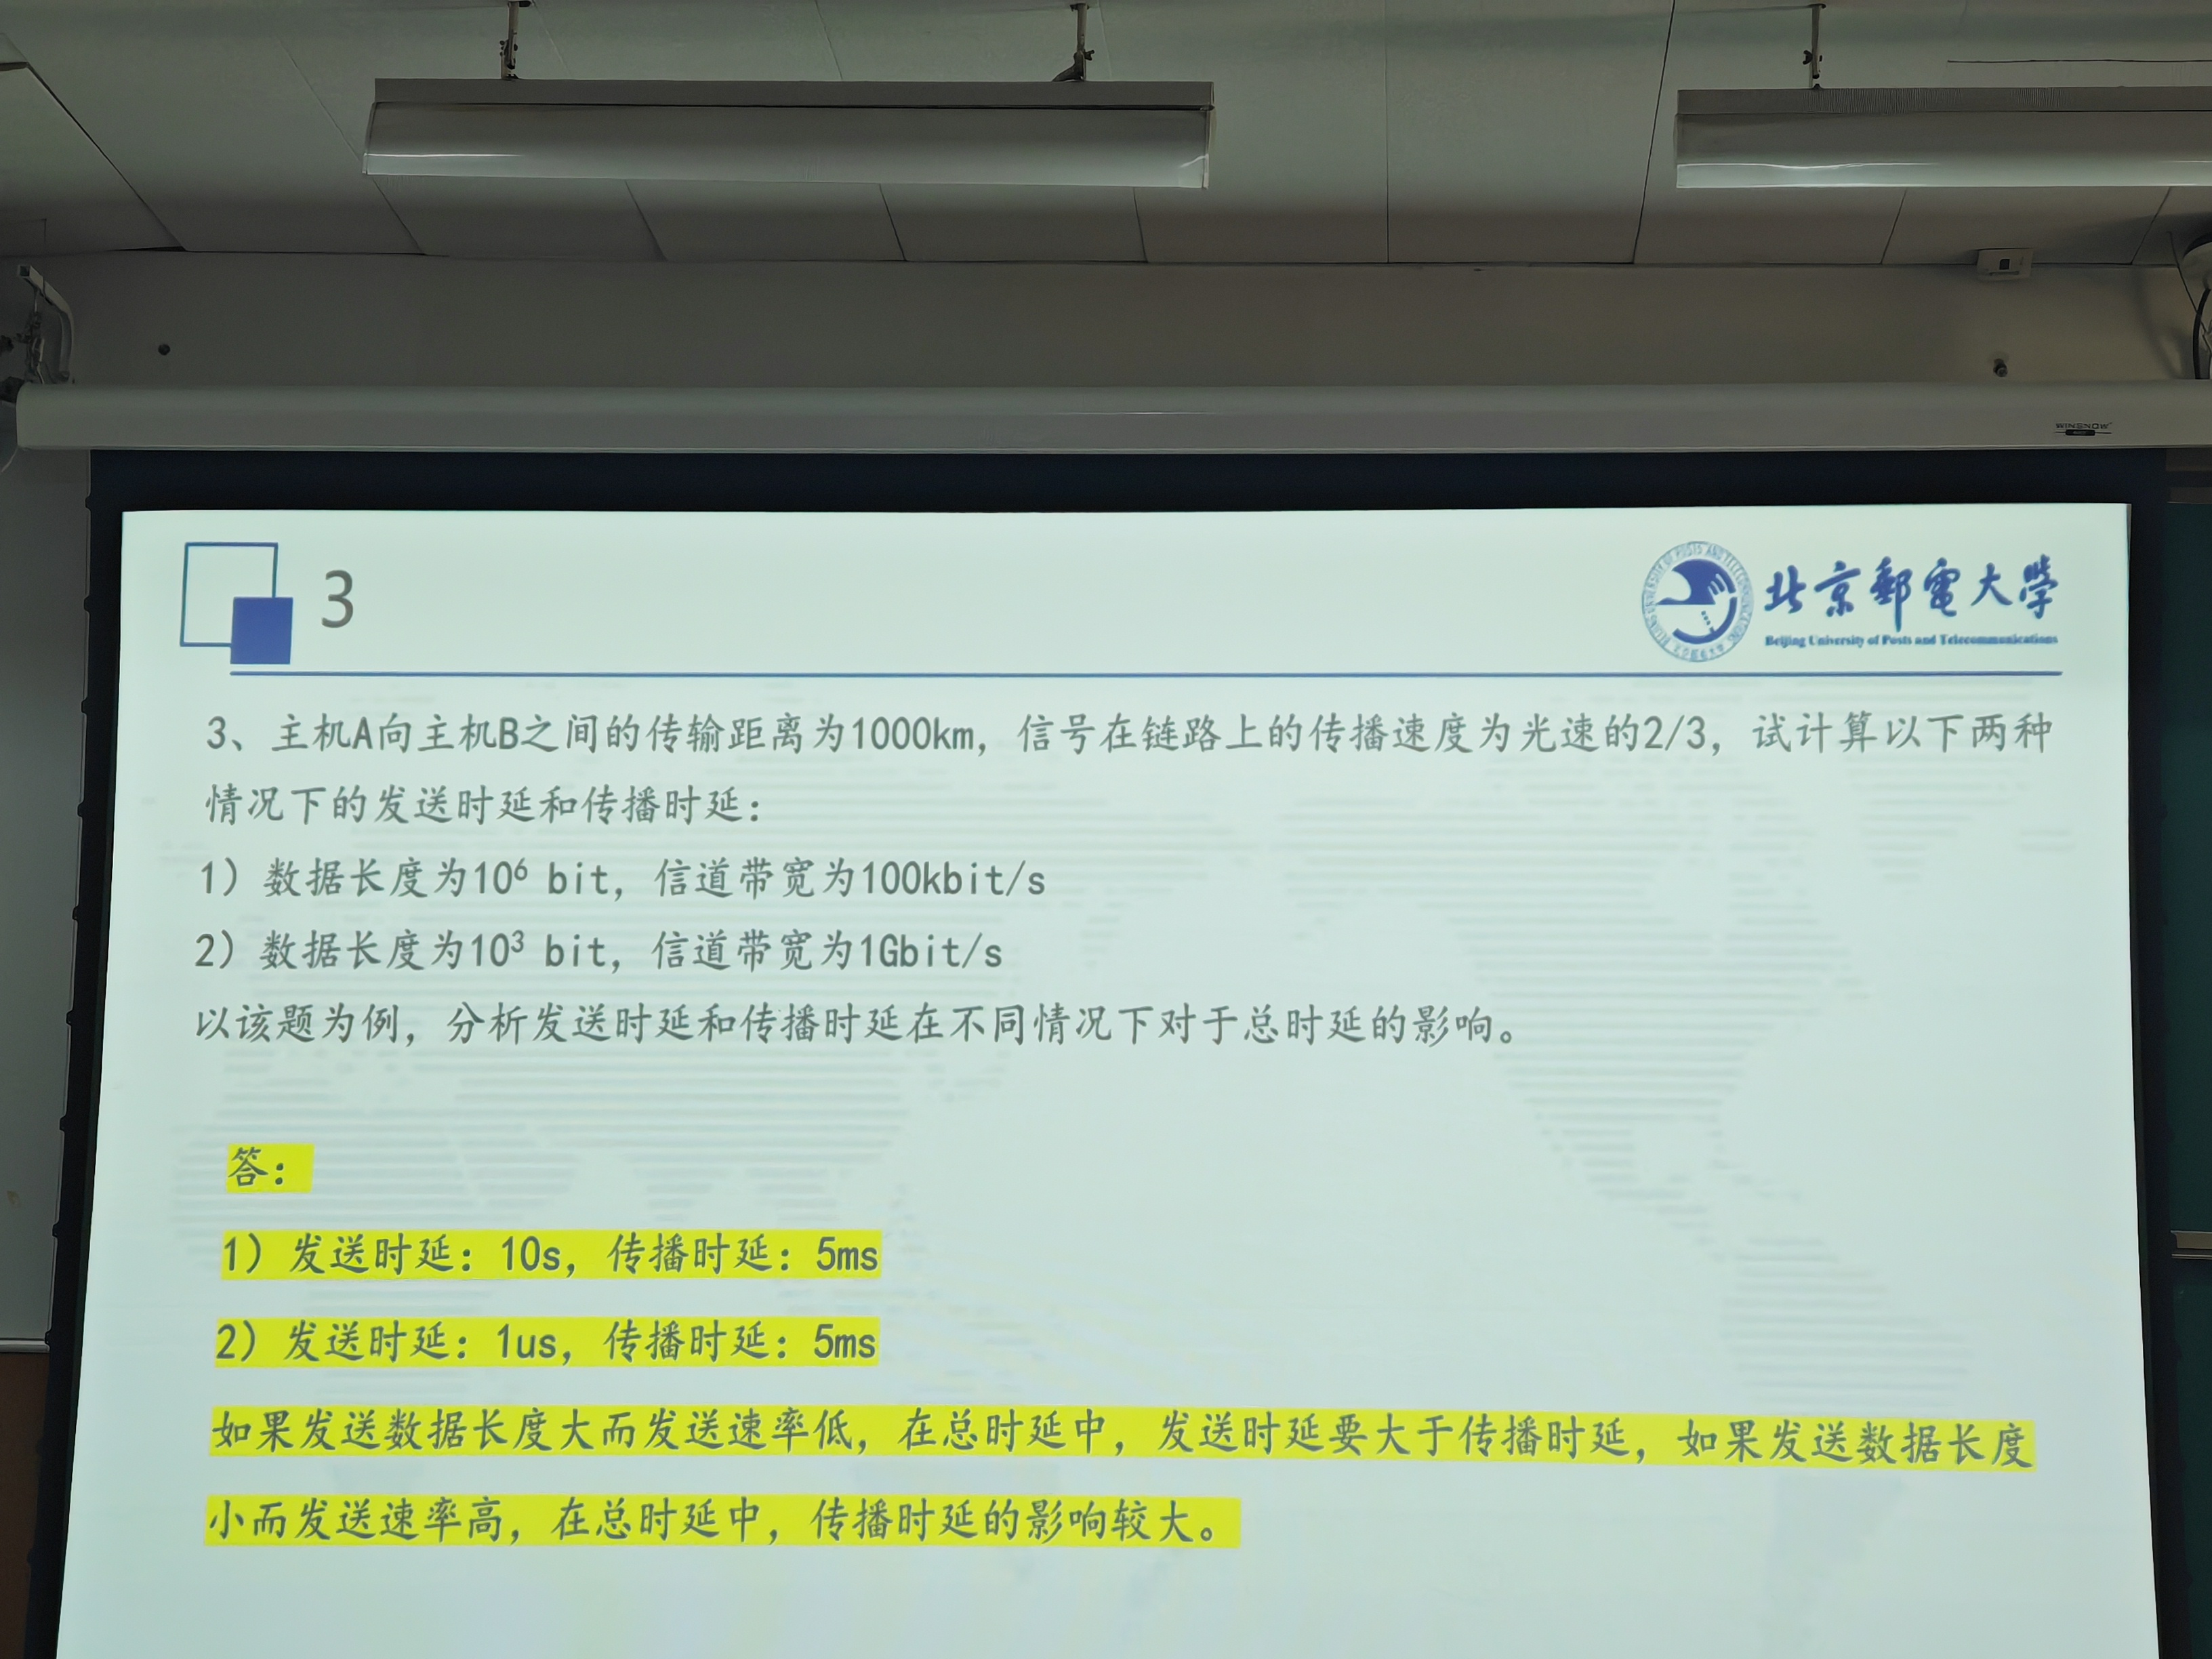 3
北京郵電大學
Beijing University of Posts and Telecommunications
3、主机A向主机B之间的传输距离为1000km，信号在链路上的传播速度为光速的2/3，试计算以下两种
情况下的发送时延和传播时延：
1）数据长度为10⁶ bit，信道带宽为100kbit/s
2）数据长度为10³ bit，信道带宽为1Gbit/s
以该题为例，分析发送时延和传播时延在不同情况下对于总时延的影响。
答：
1）发送时延：10s，传播时延：5ms
2）发送时延：1us，传播时延：5ms
如果发送数据长度大而发送速率低，在总时延中，发送时延要大于传播时延，如果发送数据长度
小而发送速率高，在总时延中，传播时延的影响较大。